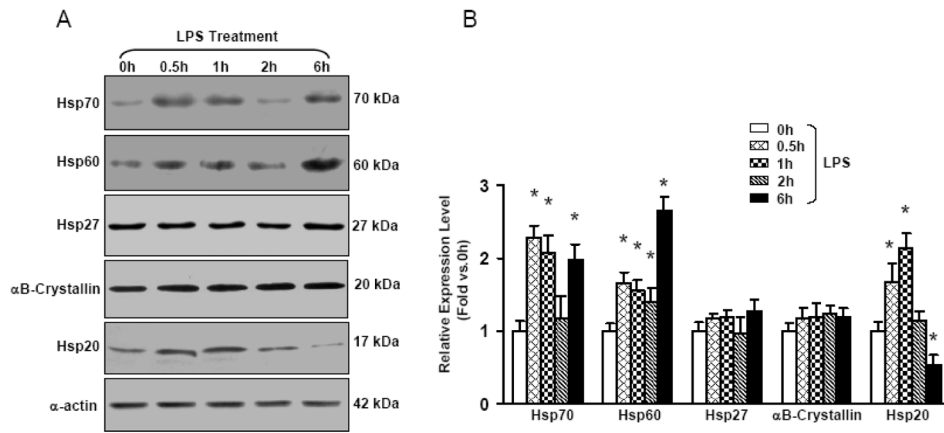 A
LPS Treatment
0h 0.5h 1h 2h 6h
Hsp70 70 kDa
Hsp60 60 kDa
Hsp27 27 kDa
αB-Crystallin 20 kDa
Hsp20 17 kDa
α-actin 42 kDa
B
0h
0.5h
1h
2h
6h
LPS
Relative Expression Level
(Fold vs.0h)
3
2
1
0
* * *
* * * *
* * *
Hsp70 Hsp60 Hsp27 αB-Crystallin Hsp20